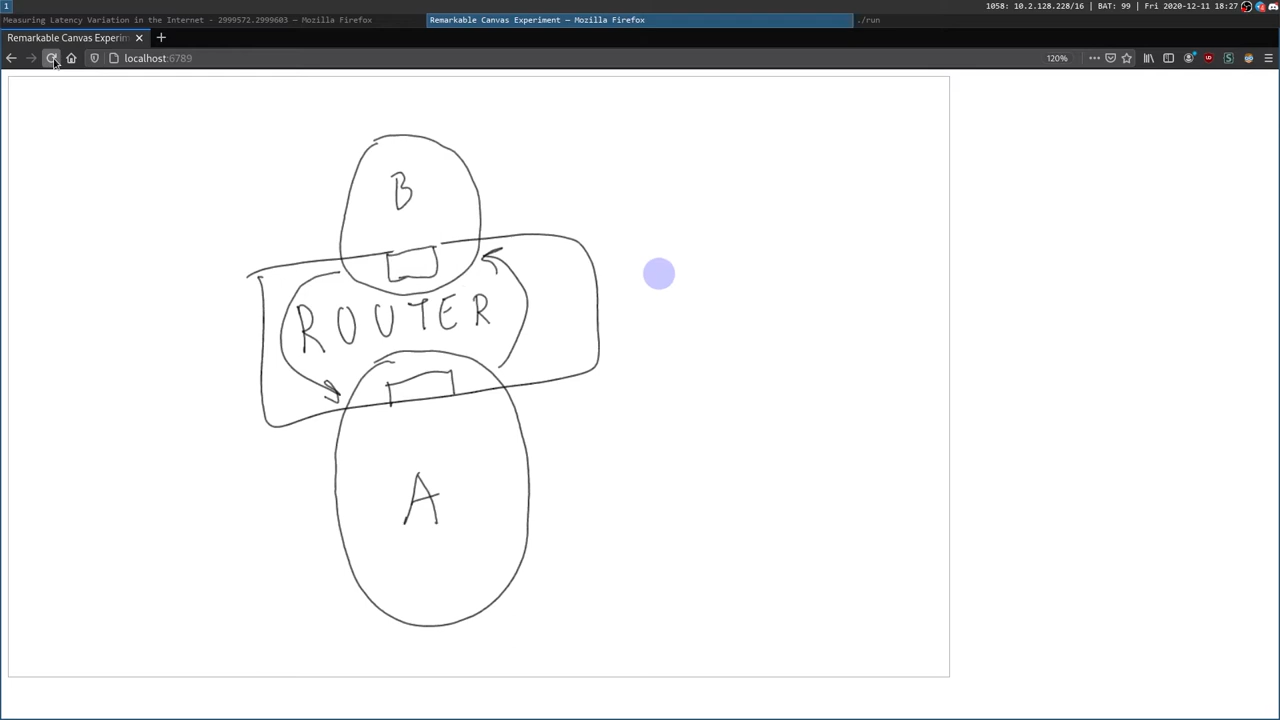 1
1058: 10.2.128.228/16 | BAT: 99 | Fri 2020-12-11 18:27
Measuring Latency Variation in the Internet - 2999572.2999603 — Mozilla Firefox
Remarkable Canvas Experiment — Mozilla Firefox
./run
Remarkable Canvas Experim
localhost:6789
120%
B
ROUTER
A